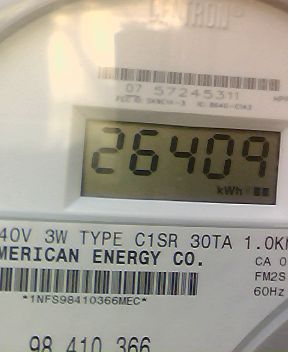 07 57245311
26409
kWh
40V 3W TYPE C1SR 30TA 1.0K
MERICAN ENERGY CO.
CA 0
FM2S
*1NFS98410366MEC*
60Hz
98 410 366